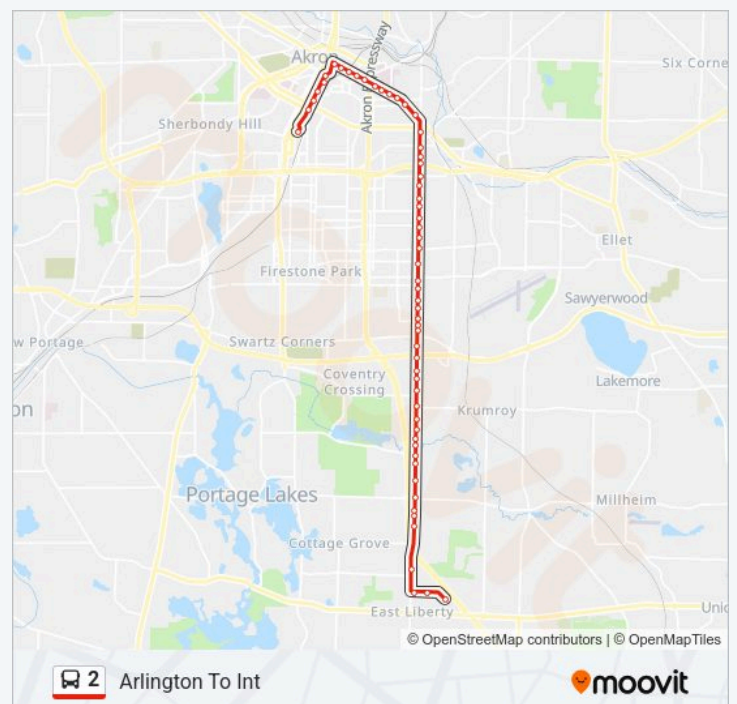 Akron
Akron Expressway
Six Corne
Sherbondy Hill
Ellet
Firestone Park
Sawyerwood
w Portage
Swartz Corners
Coventry
Crossing
Lakemore
on
Krumroy
Portage Lakes
Millheim
Cottage Grove
East Liberty
Unio
© OpenStreetMap contributors | © OpenMapTiles
2 Arlington To Int
moovit